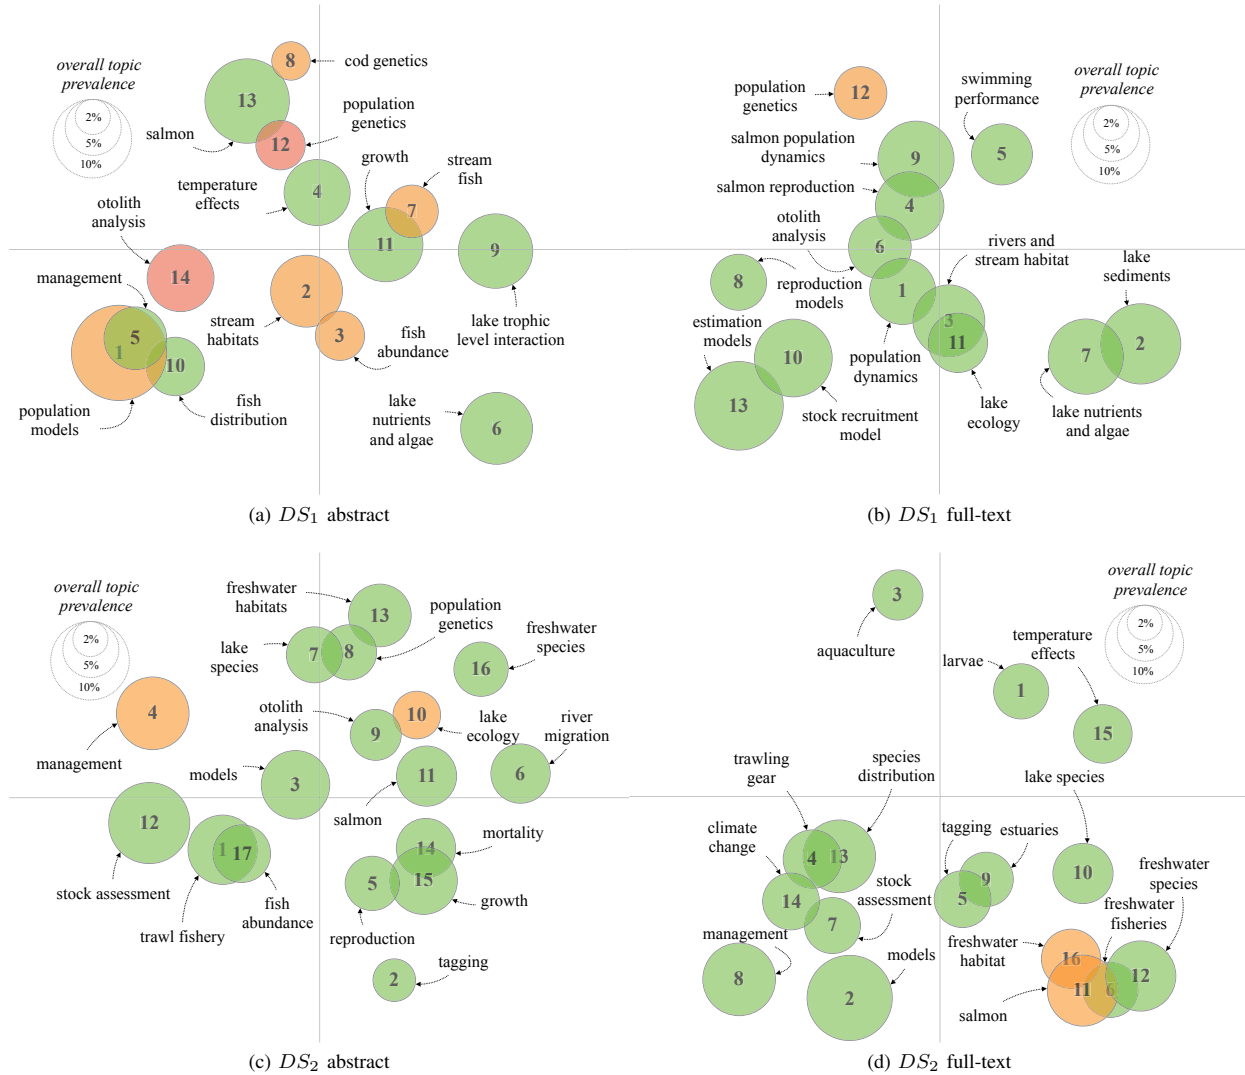 overall topic
prevalence
2%
5%
10%
8
cod genetics
13
salmon
12
population
genetics
temperature
effects
4
growth
stream
fish
7
11
9
lake trophic
level interaction
otolith
analysis
14
management
5
1
10
population
models
fish
distribution
stream
habitats
2
3
fish
abundance
lake
nutrients
and algae
6
(a) DS1 abstract
population
genetics
12
swimming
performance
5
overall topic
prevalence
2%
5%
10%
salmon population
dynamics
9
salmon reproduction
4
otolith
analysis
6
8
reproduction
models
1
rivers and
stream habitat
3
11
lake
sediments
2
7
estimation
models
10
13
population
dynamics
stock recruitment
model
lake
ecology
lake nutrients
and algae
(b) DS1 full-text
overall topic
prevalence
2%
5%
10%
freshwater
habitats
13
population
genetics
lake
species
7
8
freshwater
species
16
4
management
otolith
analysis
9
10
lake
ecology
river
migration
6
models
3
11
salmon
12
stock assessment
1
17
trawl fishery
fish
abundance
14
mortality
5
15
growth
reproduction
2
tagging
(c) DS2 abstract
3
aquaculture
overall topic
prevalence
2%
5%
10%
larvae
1
temperature
effects
15
trawling
gear
species
distribution
lake species
climate
change
4
13
tagging
estuaries
9
5
10
14
7
stock
assessment
management
8
models
2
freshwater
species
freshwater
fisheries
freshwater
habitat
16
11
6
12
salmon
(d) DS2 full-text